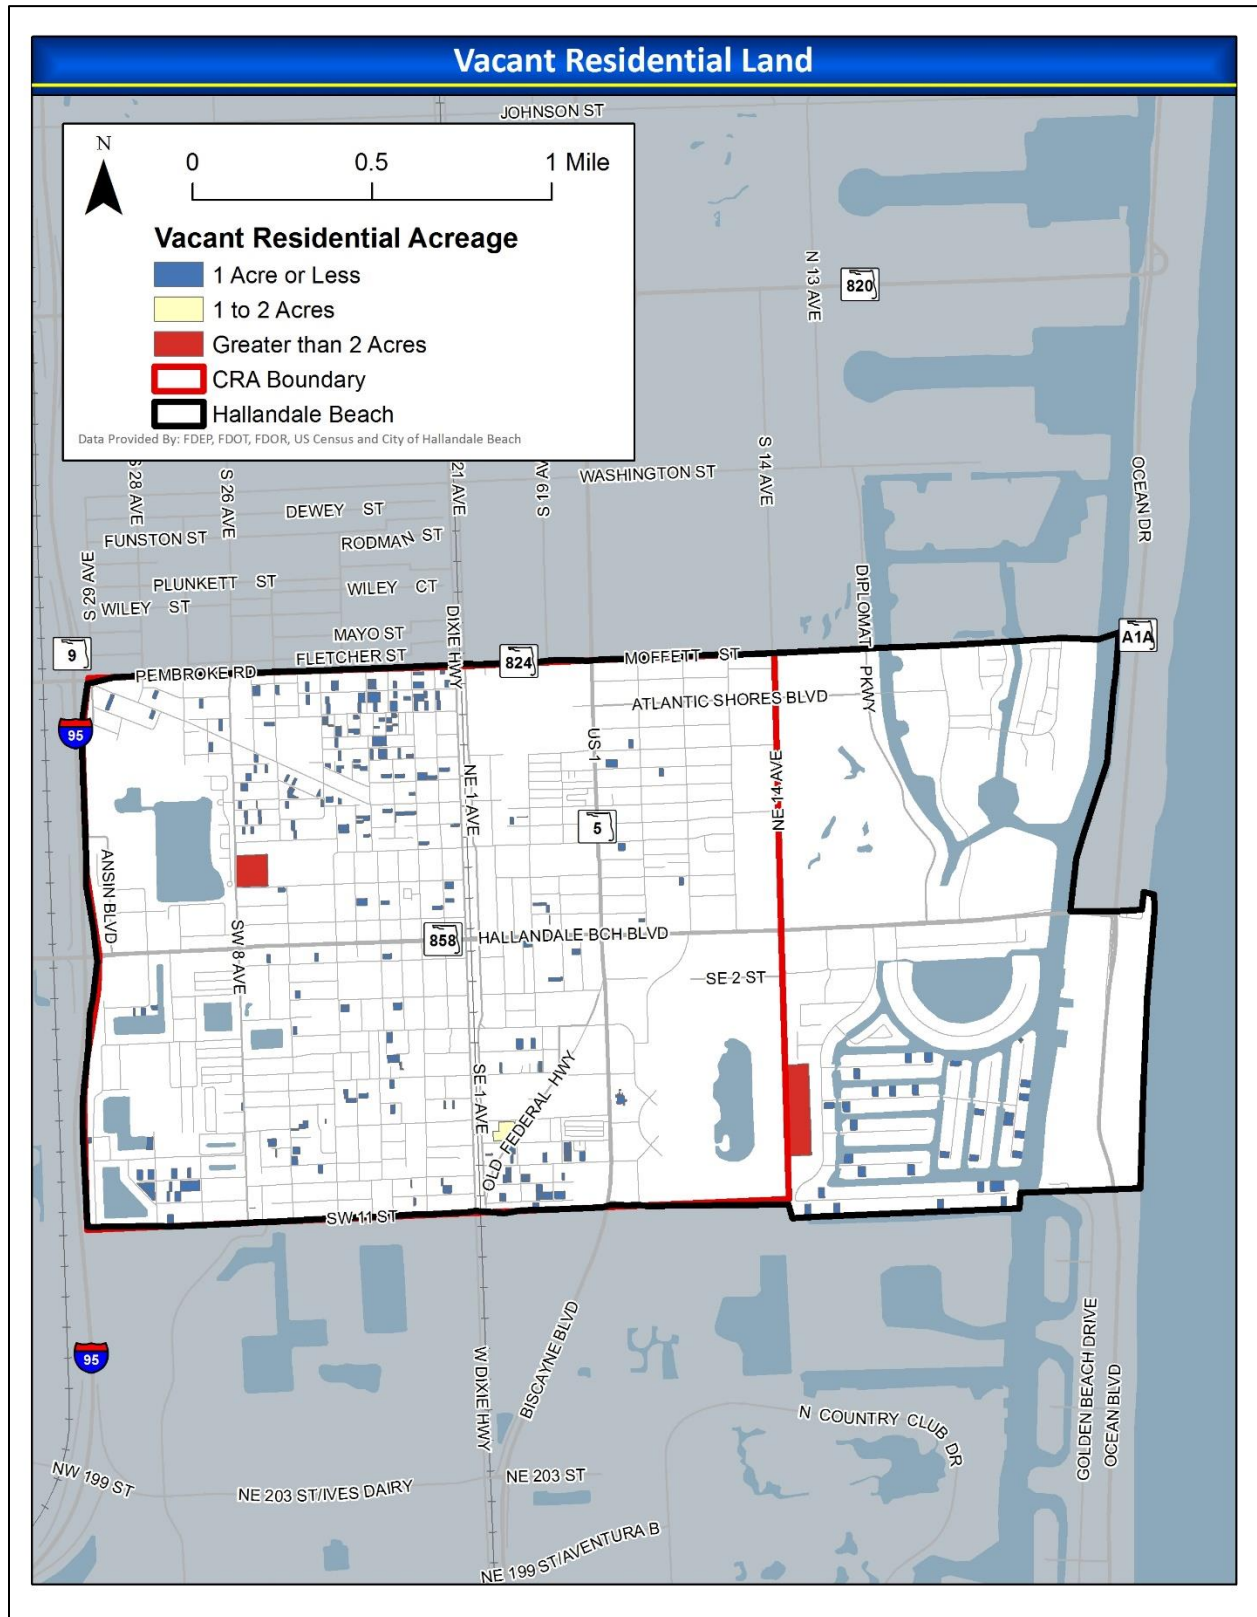 Vacant Residential Land
JOHNSON ST
N
0 0.5 1 Mile
Vacant Residential Acreage
1 Acre or Less
1 to 2 Acres
Greater than 2 Acres
CRA Boundary
Hallandale Beach
Data Provided By: FDEP, FDOT, FDOR, US Census and City of Hallandale Beach
N 13 AVE
820
S 28 AVE
S 26 AVE
21 AVE
S 19 AV
WASHINGTON ST
S 14 AVE
OCEAN DR
DEWEY ST
FUNSTON ST
RODMAN ST
S 29 AVE
PLUNKETT ST
WILEY CT
WILEY ST
DIXIE HWY
DIPLOMAT PKWY
MAYO ST
9
FLETCHER ST
824
MOFFETT ST
A1A
PEMBROKE RD
ATLANTIC SHORES BLVD
95
US 1
NE 1 AVE
NE 14 AVE
5
ANSIN BLVD
SW 8 AVE
858
HALLANDALE BCH BLVD
SE 2 ST
SE 1 AVE
OLD FEDERAL HWY
SW 11 ST
95
W DIXIE HWY
BISCAYNE BLVD
GOLDEN BEACH DRIVE
OCEAN BLVD
N COUNTRY CLUB DR
NW 199 ST
NE 203 ST/IVES DAIRY
NE 203 ST
NE 199 ST/AVENTURA B